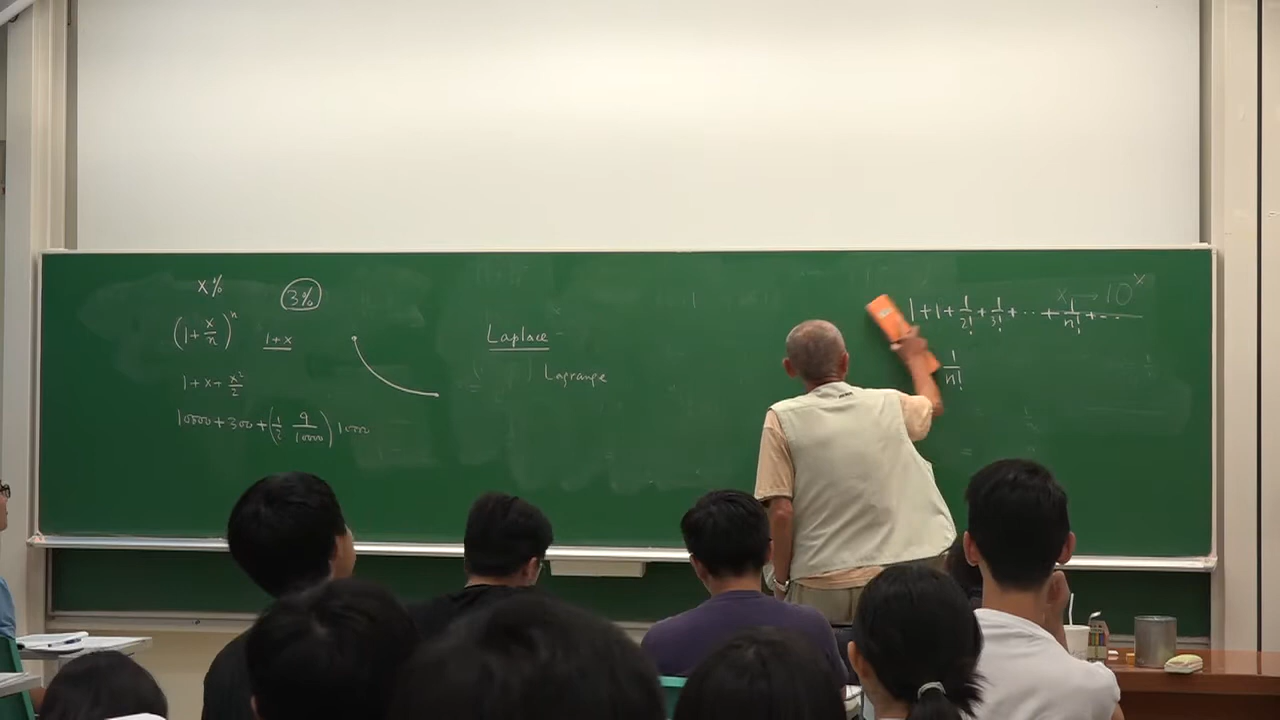 x%
3%
(1+x/n)^n
1+x
1+x+x²/2
10000+300+(1/2 9/10000)
Laplace
Lagrange
x → 10^x
1+1+1/2!+1/3!+⋯+1/n!+⋯
1/n!